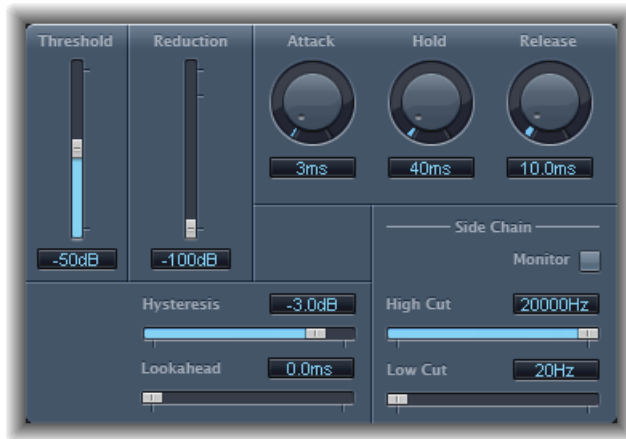 Threshold Reduction Attack Hold Release
3ms 40ms 10.0ms
Side Chain
-50dB -100dB Monitor
Hysteresis -3.0dB High Cut 20000Hz
Lookahead 0.0ms Low Cut 20Hz